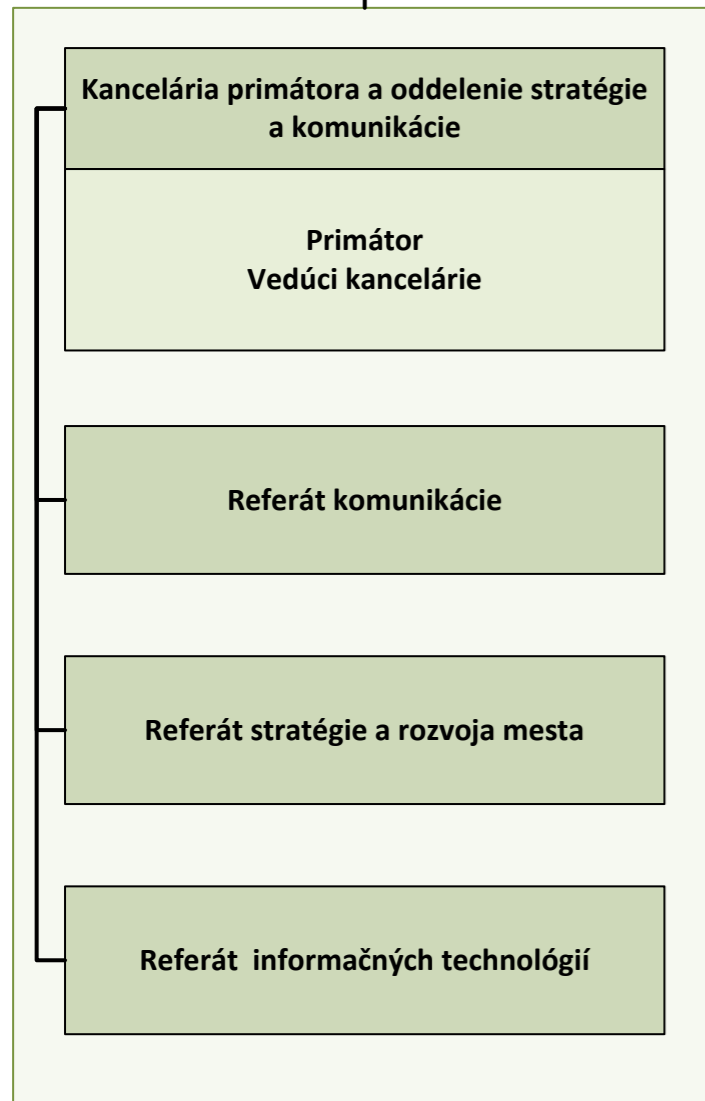 Kancelária primátora a oddelenie stratégie
a komunikácie
Primátor
Vedúci kancelárie
Referát komunikácie
Referát stratégie a rozvoja mesta
Referát  informačných technológií